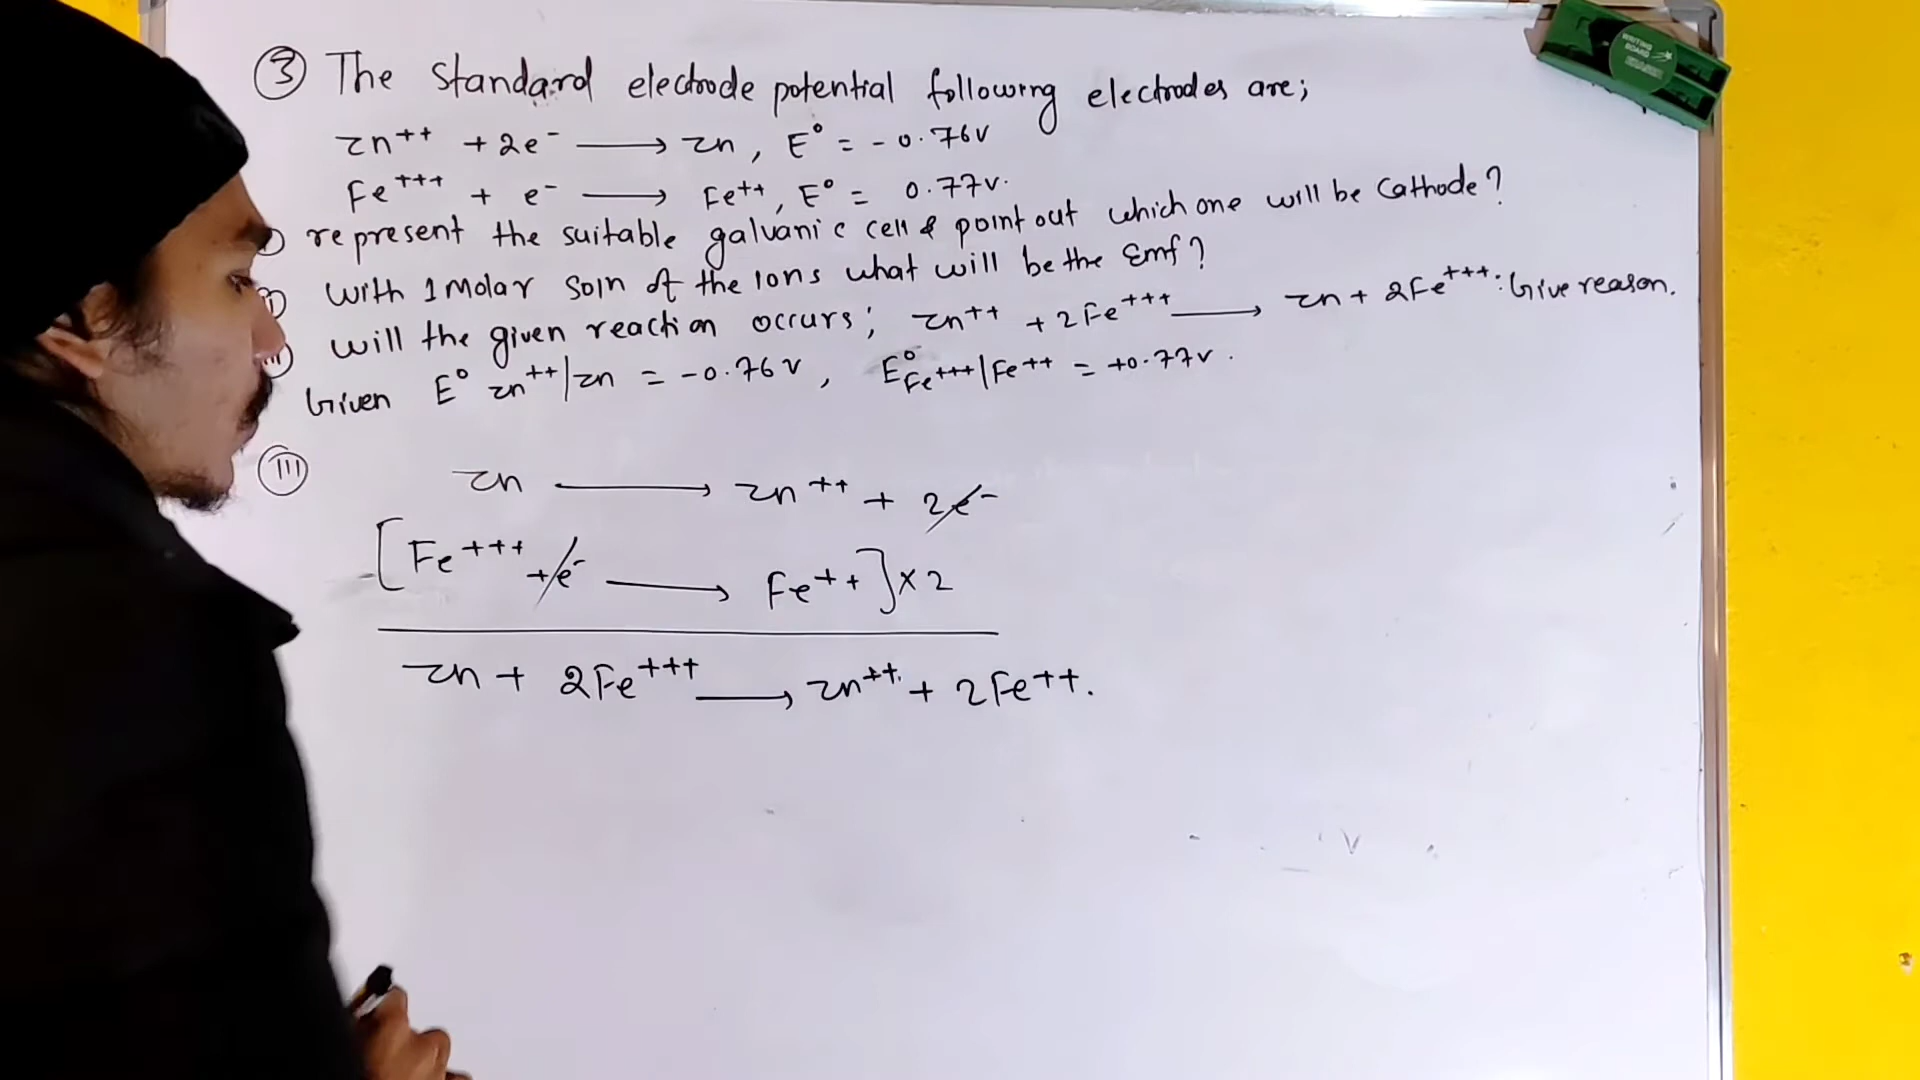 ③ The standard electrode potential following electrodes are;
Zn++ + 2e- ⟶ Zn, E° = -0.76V
Fe+++ + e- ⟶ Fe++, E° = 0.77V.
represent the suitable galvanic cell & point out which one will be Cathode?
With 1 Molar soln of the Ions what will be the Emf?
will the given reaction occurs; Zn++ + 2Fe+++ ⟶ Zn + 2Fe+++. Give reason.
Given E° Zn++|Zn = -0.76V, E°Fe+++|Fe++ = +0.77V.
(III) Zn ⟶ Zn++ + 2e-
[Fe+++ + e- ⟶ Fe++] × 2
Zn + 2Fe+++ ⟶ Zn++ + 2Fe++.
WRITING
BOARD